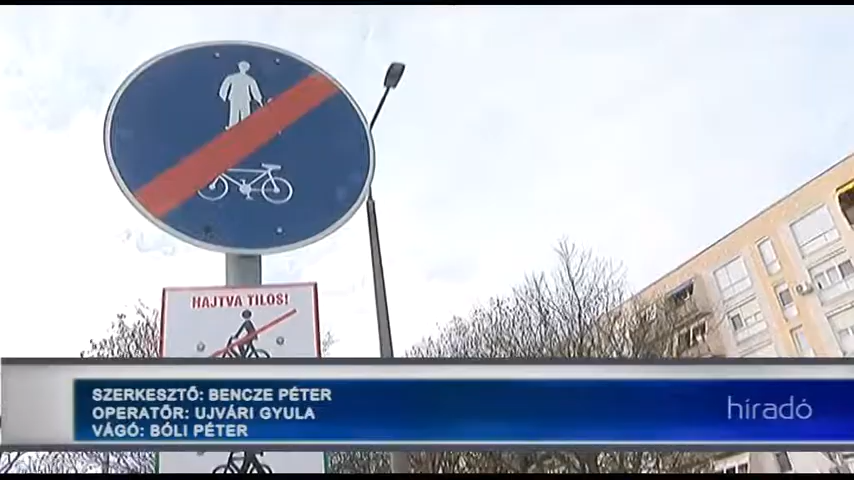 HAJTVA TILOS!
SZERKESZTŐ: BENCZE PÉTER
OPERATŐR: UJVÁRI GYULA
VÁGÓ: BÓLI PÉTER
híradó